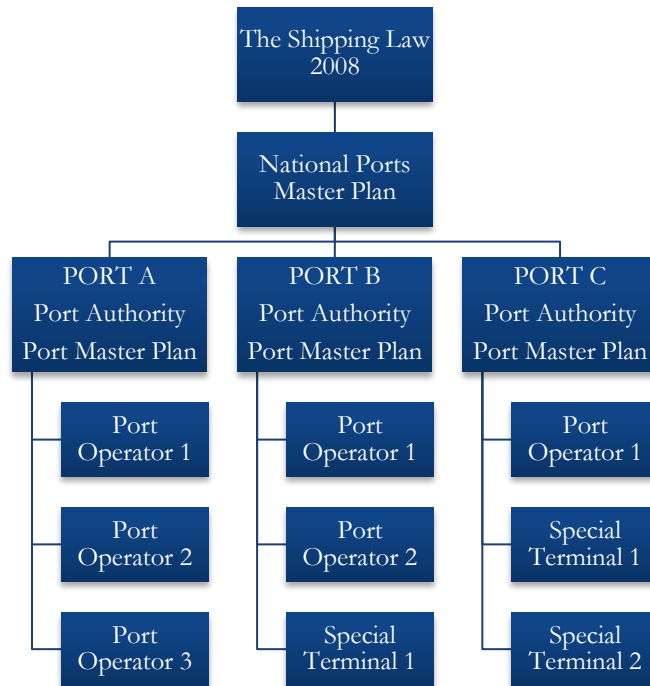 The Shipping Law
2008
National Ports
Master Plan
PORT A
Port Authority
Port Master Plan
Port
Operator 1
Port
Operator 2
Port
Operator 3
PORT B
Port Authority
Port Master Plan
Port
Operator 1
Port
Operator 2
Special
Terminal 1
PORT C
Port Authority
Port Master Plan
Port
Operator 1
Special
Terminal 1
Special
Terminal 2